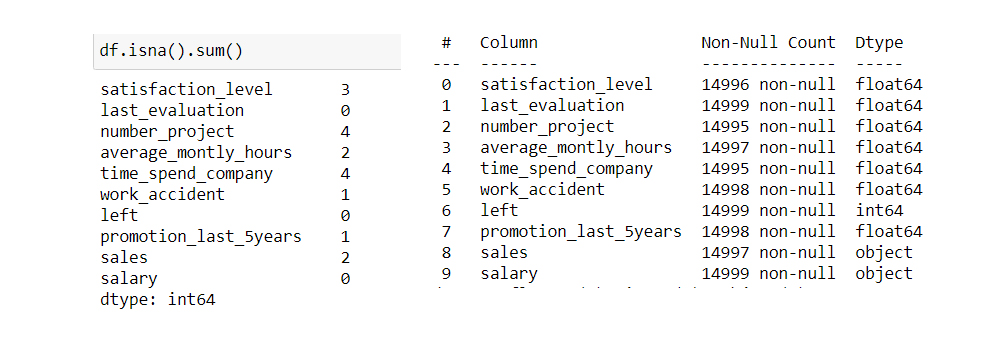 df.isna().sum()
satisfaction_level 3
last_evaluation 0
number_project 4
average_montly_hours 2
time_spend_company 4
work_accident 1
left 0
promotion_last_5years 1
sales 2
salary 0
dtype: int64
# Column Non-Null Count Dtype
--- ------ -------------- -----
0 satisfaction_level 14996 non-null float64
1 last_evaluation 14999 non-null float64
2 number_project 14995 non-null float64
3 average_montly_hours 14997 non-null float64
4 time_spend_company 14995 non-null float64
5 work_accident 14998 non-null float64
6 left 14999 non-null int64
7 promotion_last_5years 14998 non-null float64
8 sales 14997 non-null object
9 salary 14999 non-null object